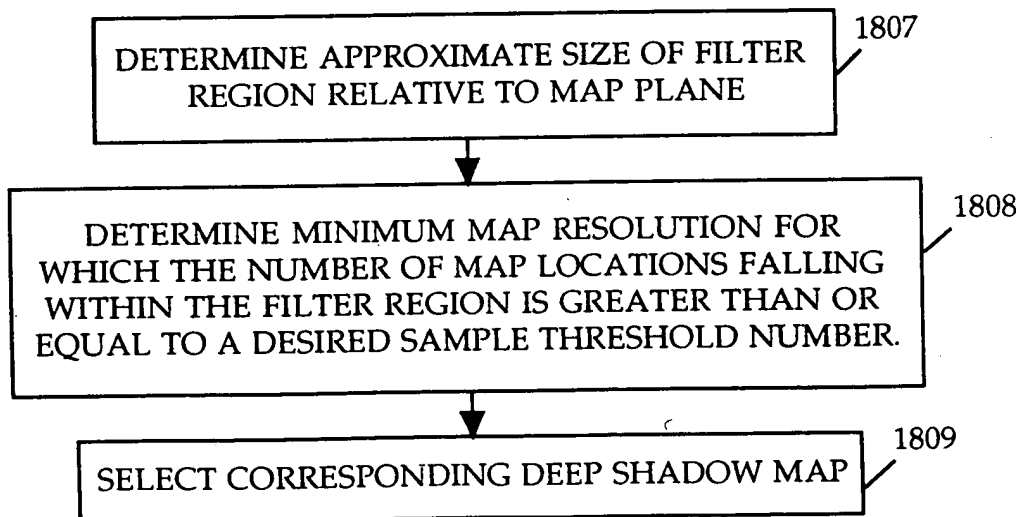 DETERMINE APPROXIMATE SIZE OF FILTER
REGION RELATIVE TO MAP PLANE
1807
DETERMINE MINIMUM MAP RESOLUTION FOR
WHICH THE NUMBER OF MAP LOCATIONS FALLING
WITHIN THE FILTER REGION IS GREATER THAN OR
EQUAL TO A DESIRED SAMPLE THRESHOLD NUMBER.
1808
SELECT CORRESPONDING DEEP SHADOW MAP
1809